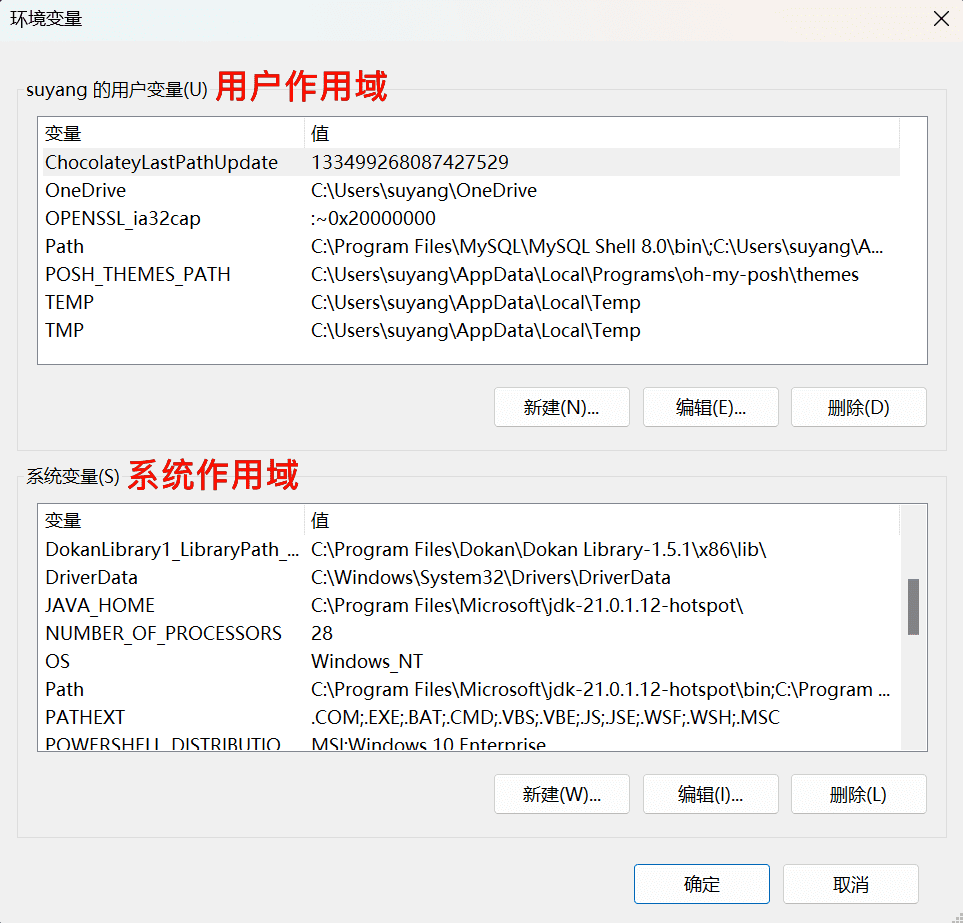 环境变量
suyang 的用户变量(U) 用户作用域
变量 值
ChocolateyLastPathUpdate 133499268087427529
OneDrive C:\Users\suyang\OneDrive
OPENSSL_ia32cap :~0x20000000
Path C:\Program Files\MySQL\MySQL Shell 8.0\bin\;C:\Users\suyang\A...
POSH_THEMES_PATH C:\Users\suyang\AppData\Local\Programs\oh-my-posh\themes
TEMP C:\Users\suyang\AppData\Local\Temp
TMP C:\Users\suyang\AppData\Local\Temp
新建(N)... 编辑(E)... 删除(D)
系统变量(S) 系统作用域
变量 值
DokanLibrary1_LibraryPath_... C:\Program Files\Dokan\Dokan Library-1.5.1\x86\lib\
DriverData C:\Windows\System32\Drivers\DriverData
JAVA_HOME C:\Program Files\Microsoft\jdk-21.0.1.12-hotspot\
NUMBER_OF_PROCESSORS 28
OS Windows_NT
Path C:\Program Files\Microsoft\jdk-21.0.1.12-hotspot\bin;C:\Program ...
PATHEXT .COM;.EXE;.BAT;.CMD;.VBS;.VBE;.JS;.JSE;.WSF;.WSH;.MSC
POWERSHELL_DISTRIBUTIO... MSI:Windows 10 Enterprise
新建(W)... 编辑(I)... 删除(L)
确定 取消